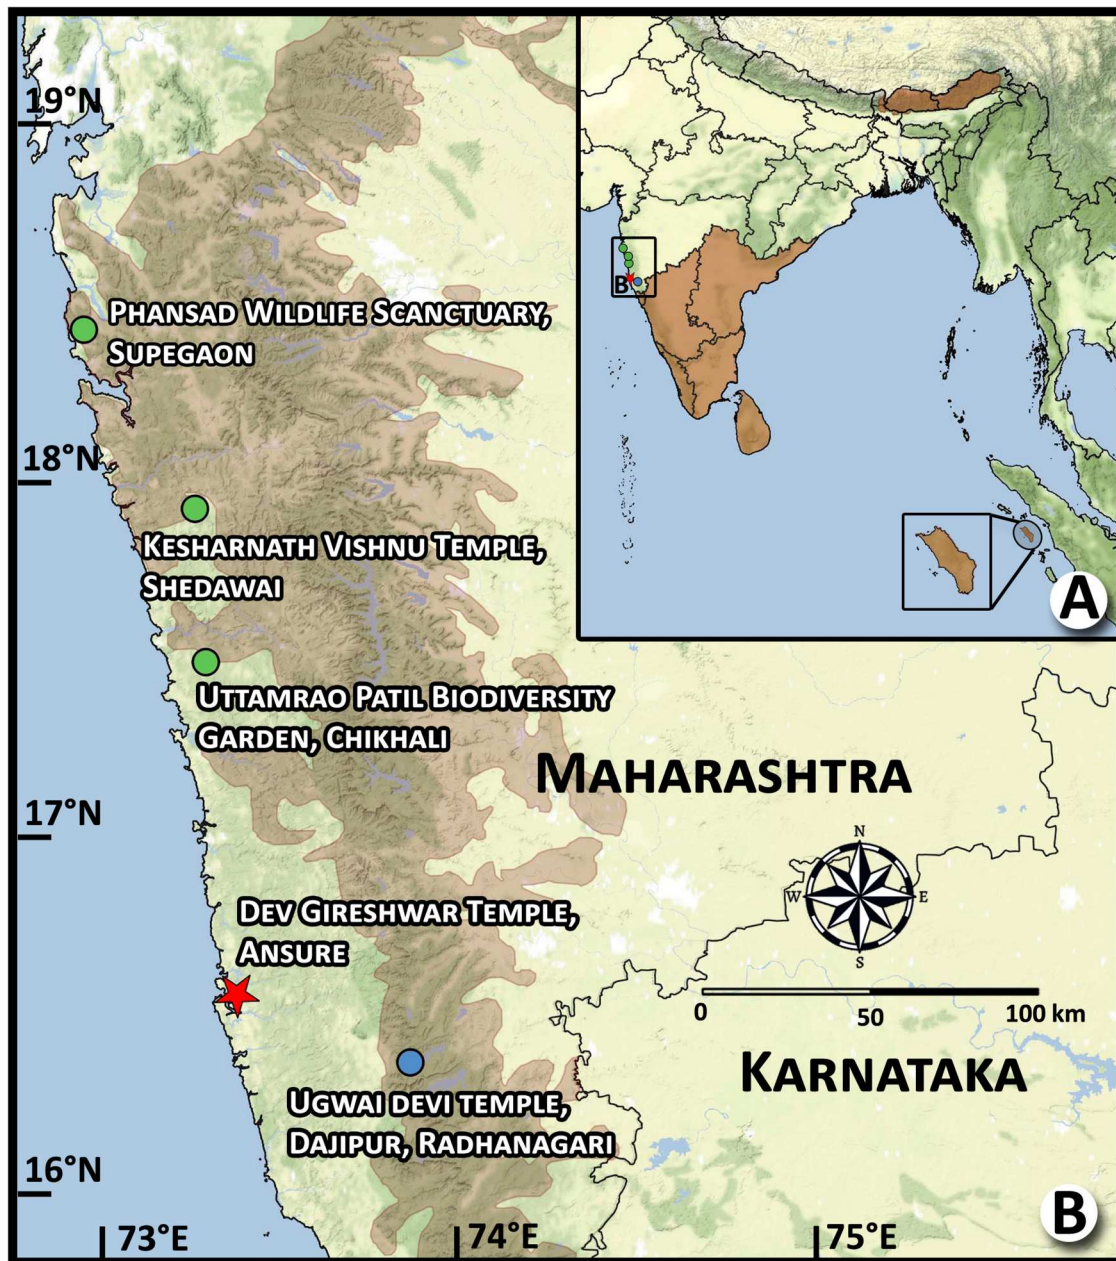 19°N
Phansad Wildlife Scanctuary,
Supegaon
B
A
18°N
Kesharnath Vishnu Temple,
Shedawai
Uttamrao Patil Biodiversity
Garden, Chikhali
Maharashtra
17°N
N
W E
S
Dev Gireshwar Temple,
Ansure
0 50 100 km
Karnataka
Ugwai devi temple,
Dajipur, Radhanagari
16°N
B
73°E 74°E 75°E